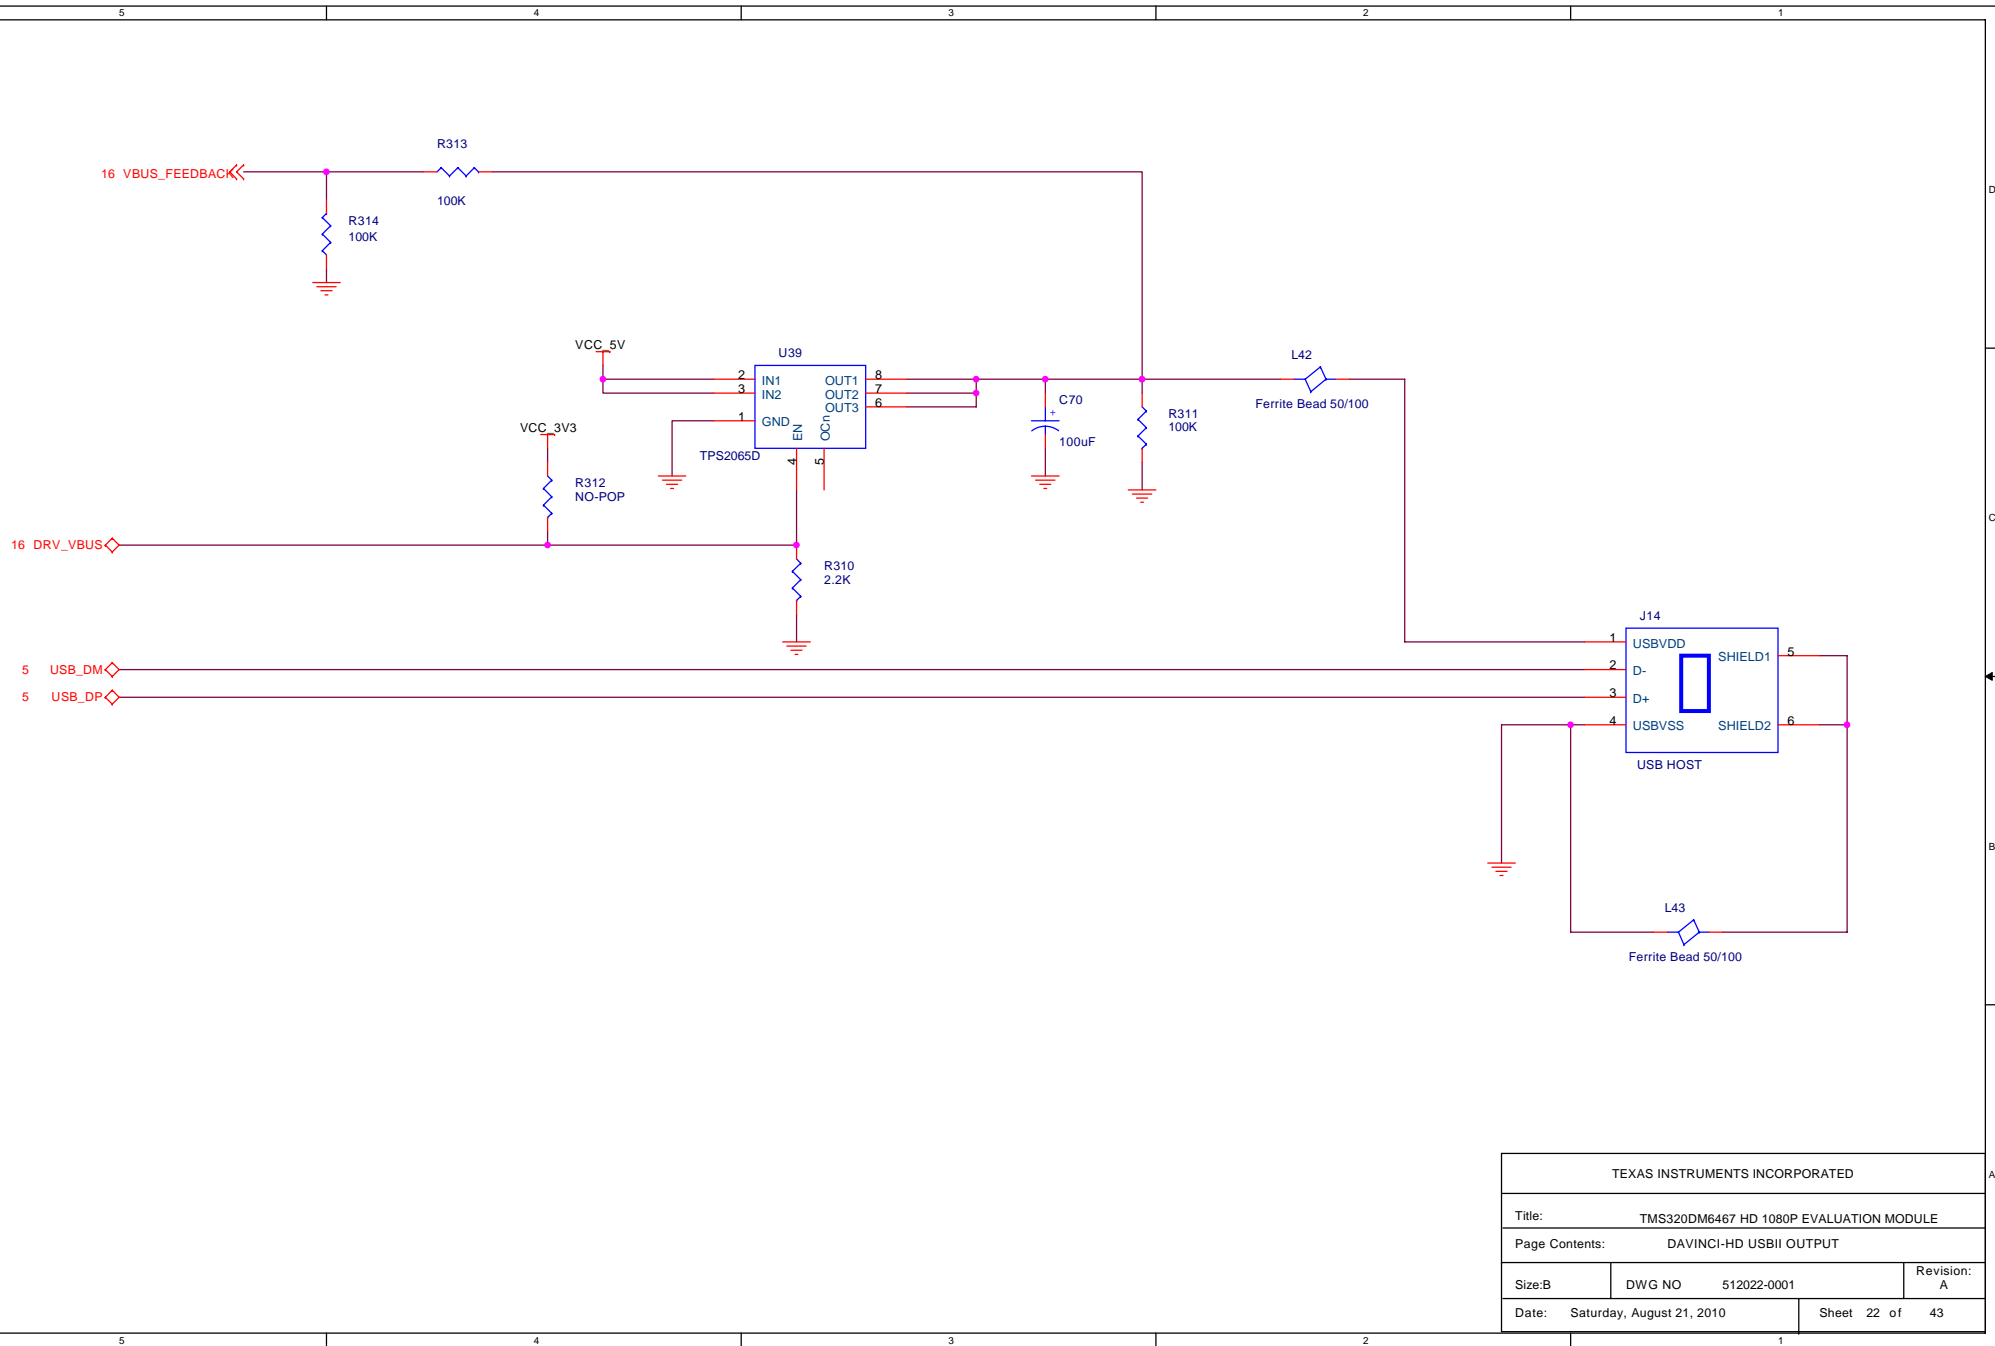 5 4 3 2 1
R313
16 VBUS_FEEDBACK
D
100K
R314
100K
VCC_5V
U39
L42
2 IN1 OUT1 8
3 IN2 OUT2 7
OUT3 6
1 GND
EN
OCn
4
5
TPS2065D
C70
+
100uF
R311
100K
Ferrite Bead 50/100
VCC_3V3
R312
NO-POP
C
16 DRV_VBUS
R310
2.2K
J14
1 USBVDD
SHIELD1 5
5 USB_DM
2 D-
5 USB_DP
3 D+
4 USBVSS SHIELD2 6
USB HOST
B
L43
Ferrite Bead 50/100
TEXAS INSTRUMENTS INCORPORATED
A
Title: TMS320DM6467 HD 1080P EVALUATION MODULE
Page Contents: DAVINCI-HD USBII OUTPUT
Size:B DWG NO 512022-0001 Revision: A
Date: Saturday, August 21, 2010 Sheet 22 of 43
5 4 3 2 1